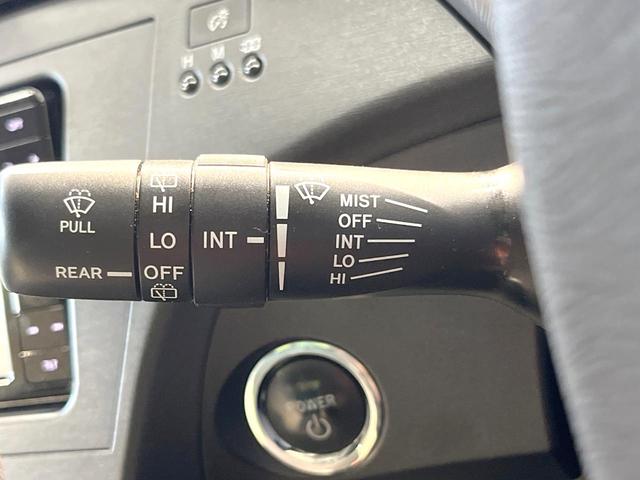 H M
PULL
REAR
HI
LO
OFF
INT
MIST
OFF
INT
LO
HI
POWER